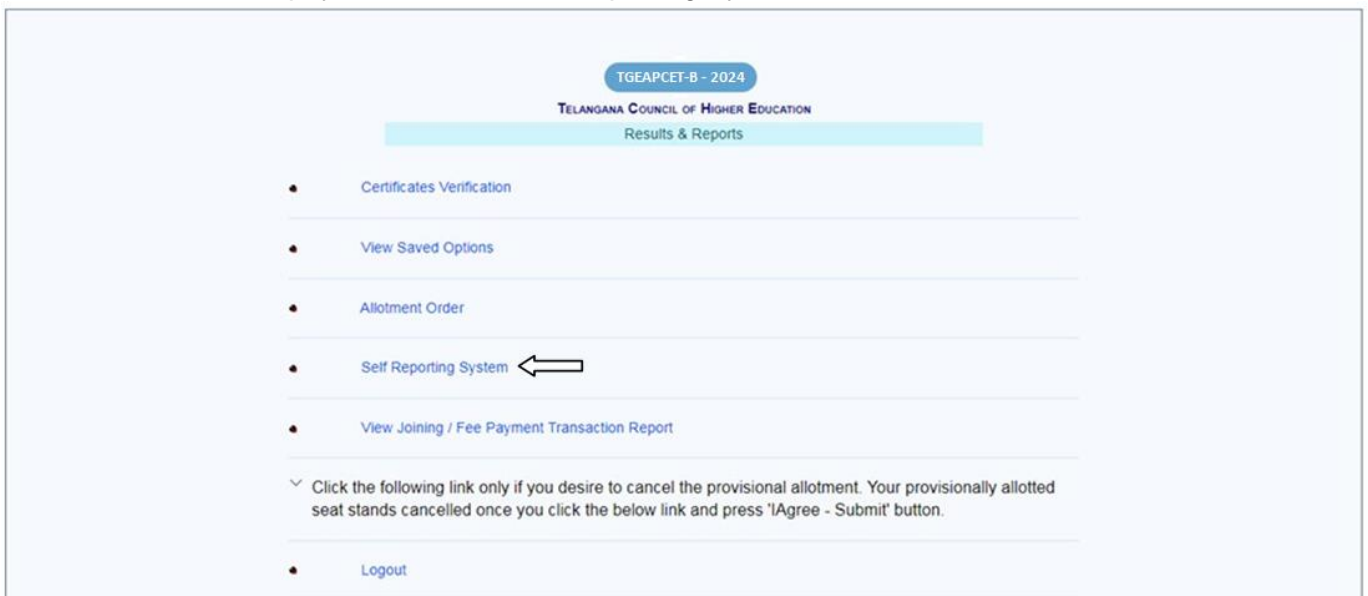 TGEAPCET-B - 2024
TELANGANA COUNCIL OF HIGHER EDUCATION
Results & Reports
Certificates Verification
View Saved Options
Allotment Order
Self Reporting System
View Joining / Fee Payment Transaction Report
Click the following link only if you desire to cancel the provisional allotment. Your provisionally allotted
seat stands cancelled once you click the below link and press 'IAgree - Submit' button.
Logout